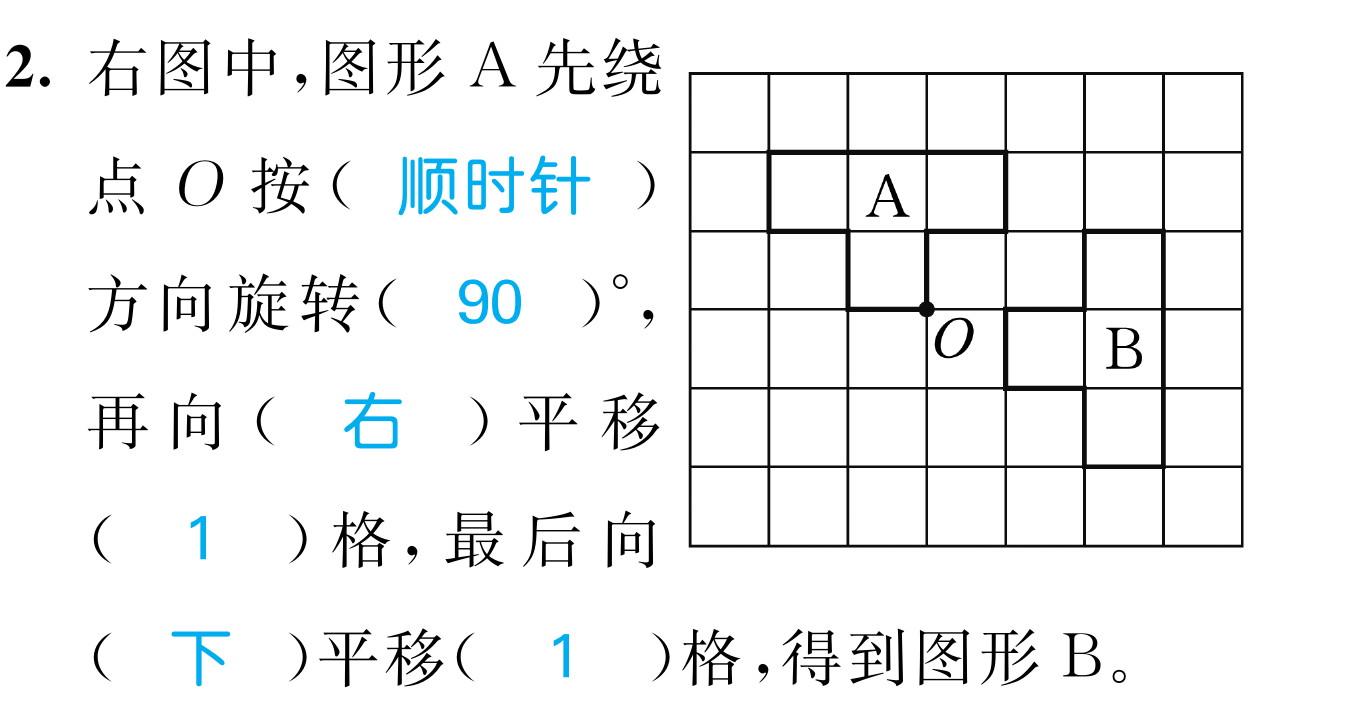 2. 右图中,图形 A 先绕
点 O 按( 顺时针 )
方向旋转( 90 )°,
再向( 右 )平移
( 1 )格,最后向
( 下 )平移( 1 )格,得到图形 B。
A
B
O